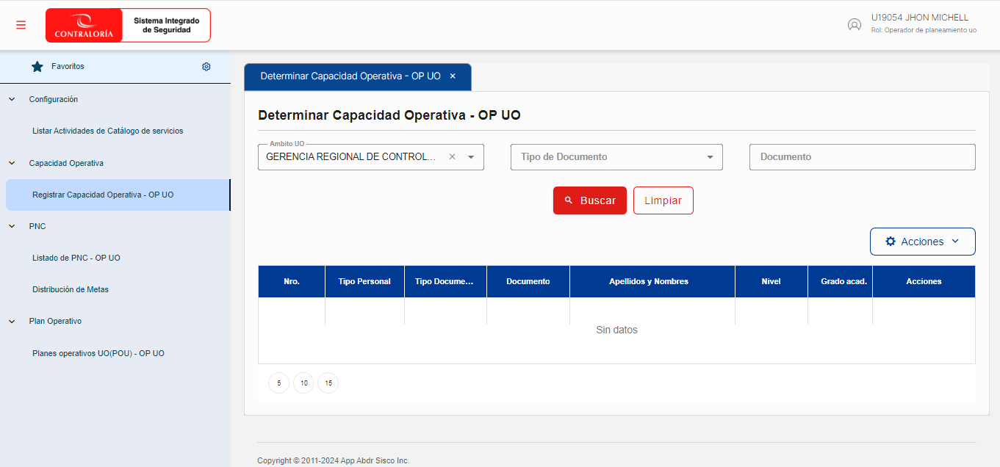 CONTRALORÍA
Sistema Integrado
de Seguridad
U19054 JHON MICHELL
Rol: Operador de planeamiento uo
Favoritos
Configuración
Listar Actividades de Catálogo de servicios
Capacidad Operativa
Registrar Capacidad Operativa - OP UO
PNC
Listado de PNC - OP UO
Distribución de Metas
Plan Operativo
Planes operativos UO(POU) - OP UO
Determinar Capacidad Operativa - OP UO ×
Determinar Capacidad Operativa - OP UO
Ambito UO
GERENCIA REGIONAL DE CONTROL... ×
Tipo de Documento
Documento
Buscar
Limpiar
Acciones
Nro. Tipo Personal Tipo Docume... Documento Apellidos y Nombres Nivel Grado acad. Acciones
Sin datos
5 10 15
Copyright © 2011-2024 App Abdr Sisco Inc.